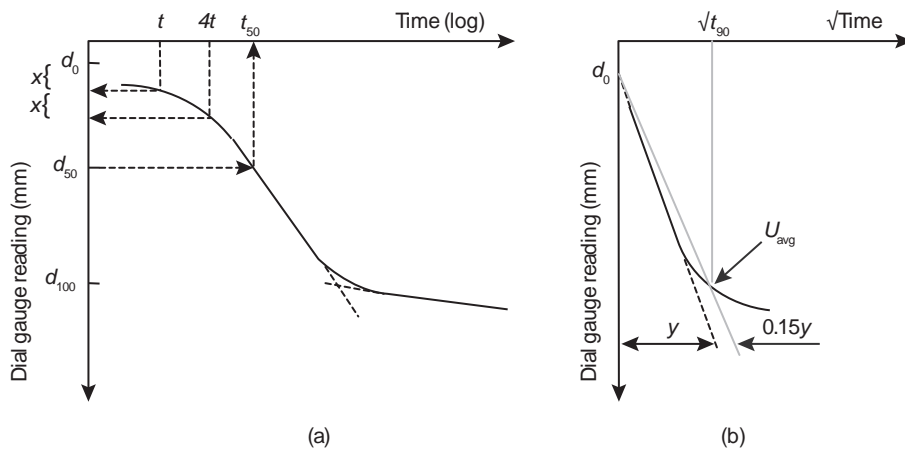 t 4t t₅₀ Time (log)
d₀
x{
x{
d₅₀
d₁₀₀
Dial gauge reading (mm)
(a)
√t₉₀ √Time
d₀
U_avg
y 0.15y
Dial gauge reading (mm)
(b)